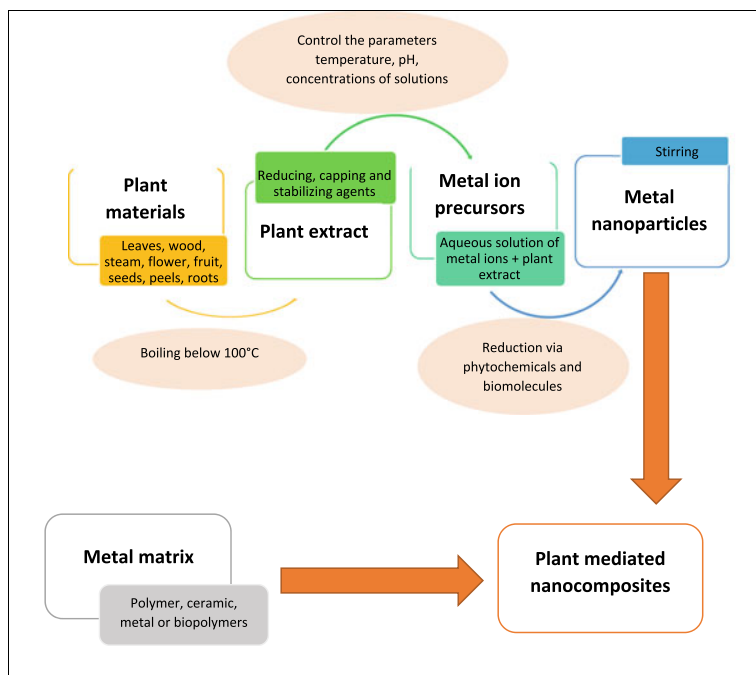 Control the parameters
temperature, pH,
concentrations of solutions
Plant
materials
Leaves, wood,
steam, flower, fruit,
seeds, peels, roots
Boiling below 100°C
Reducing, capping and
stabilizing agents
Plant extract
Metal ion
precursors
Aqueous solution of
metal ions + plant
extract
Reduction via
phytochemicals and
biomolecules
Stirring
Metal
nanoparticles
Metal matrix
Polymer, ceramic,
metal or biopolymers
Plant mediated
nanocomposites